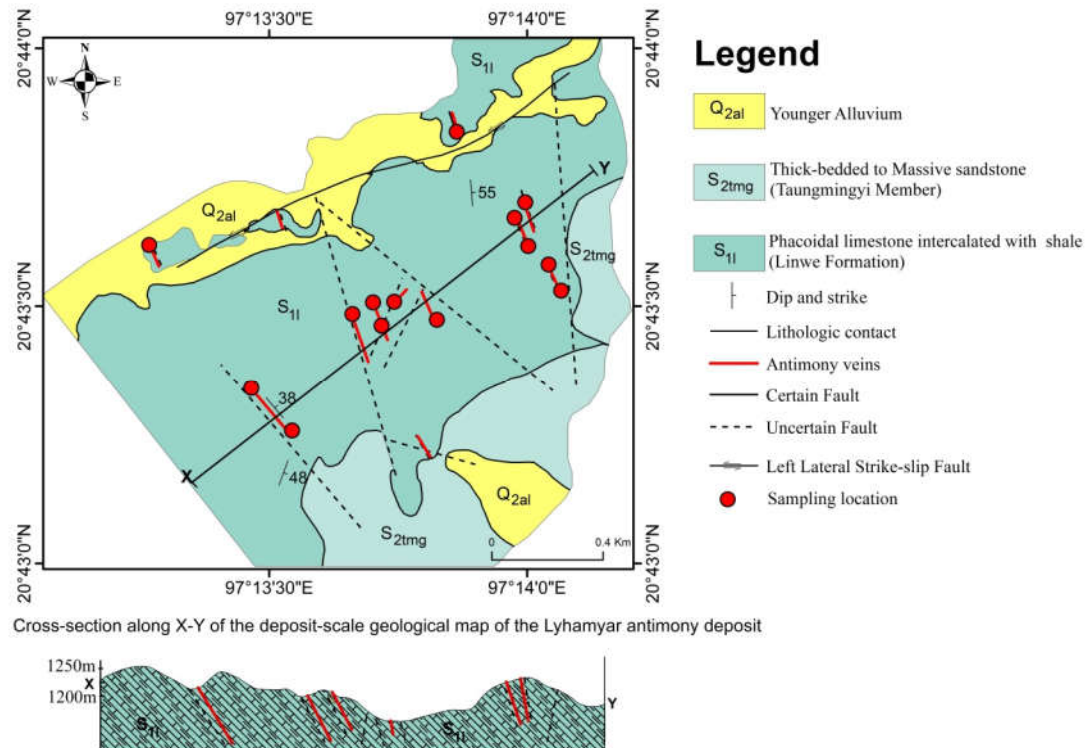 97°13'30"E
97°14'0"E
20°44'0"N
20°44'0"N
N
W
E
S
S1l
Y
55
Q2al
S2tmg
20°43'30"N
20°43'30"N
S1l
38
X
48
Q2al
S2tmg
0
0.4 Km
20°43'0"N
20°43'0"N
97°13'30"E
97°14'0"E
Legend
Q2al Younger Alluvium
S2tmg Thick-bedded to Massive sandstone
(Taungmingyi Member)
S1l Phacoidal limestone intercalated with shale
(Linwe Formation)
Dip and strike
Lithologic contact
Antimony veins
Certain Fault
Uncertain Fault
Left Lateral Strike-slip Fault
Sampling location
Cross-section along X-Y of the deposit-scale geological map of the Lyhamyar antimony deposit
1250m
X
1200m
Y
S1l
S1l